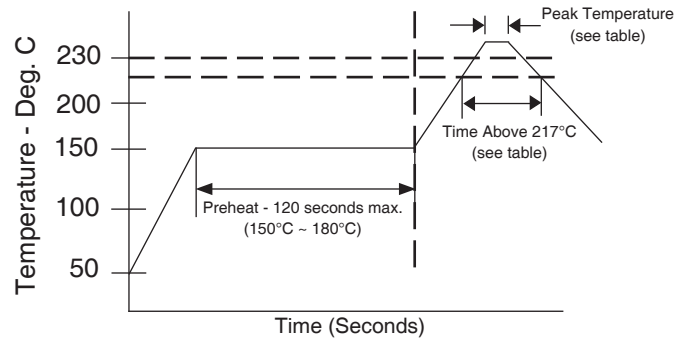 Peak Temperature
(see table)
Temperature - Deg. C
230
200
150
100
50
Time Above 217°C
(see table)
Preheat - 120 seconds max.
(150°C ~ 180°C)
Time (Seconds)